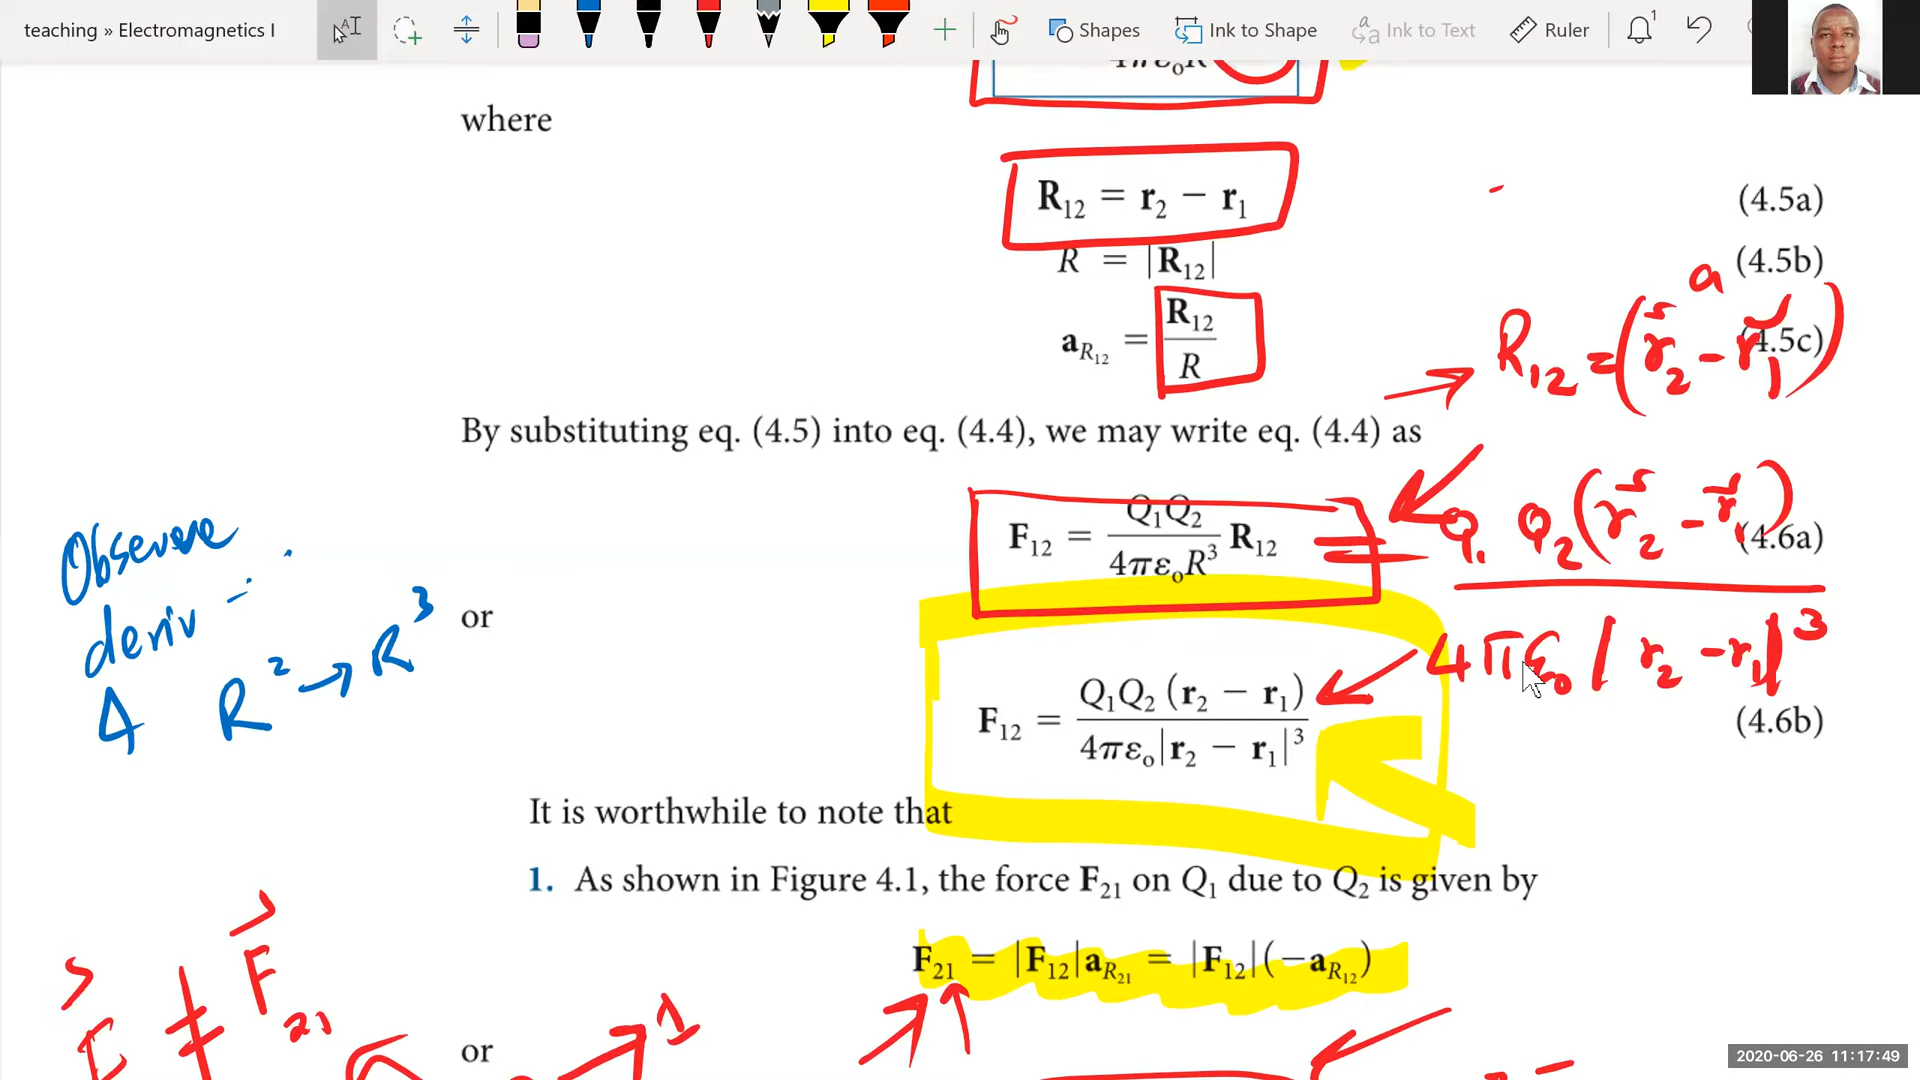 teaching » Electromagnetics I
Shapes
Ink to Shape
Ink to Text
Ruler
1
4πε₀R
where
R₁₂ = r₂ − r₁ (4.5a)
R = |R₁₂| (4.5b)
a
a_R₁₂ = R₁₂ / R (4.5c)
R₁₂ = (r₂ − r₁)
By substituting eq. (4.5) into eq. (4.4), we may write eq. (4.4) as
F₁₂ = Q₁Q₂ / 4πε₀R³ R₁₂ (4.6a)
= Q₁ Q₂ (r₂ − r₁) / 4πε₀ | r₂ − r₁|³
Observe
deriv
4 R² → R³
or
F₁₂ = Q₁Q₂ (r₂ − r₁) / 4πε₀|r₂ − r₁|³ (4.6b)
It is worthwhile to note that
1. As shown in Figure 4.1, the force F₂₁ on Q₁ due to Q₂ is given by
F₂₁ = |F₁₂|a_R₂₁ = |F₁₂|(−a_R₁₂)
≠ F₂₁
1
or
2020-06-26 11:17:49